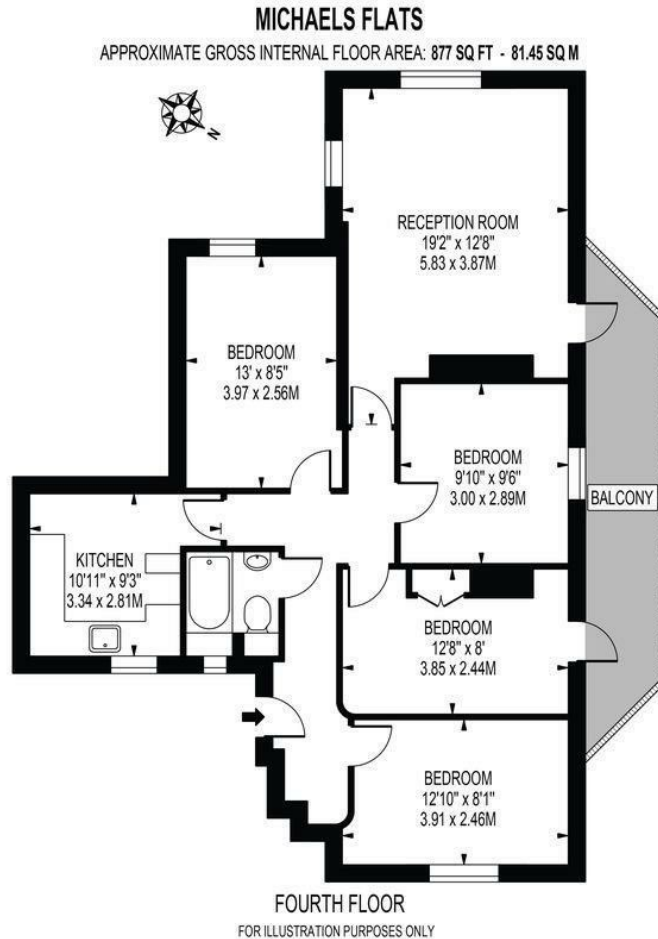 MICHAELS FLATS
APPROXIMATE GROSS INTERNAL FLOOR AREA: 877 SQ FT - 81.45 SQ M
N
RECEPTION ROOM
19'2" x 12'8"
5.83 x 3.87M
BEDROOM
13' x 8'5"
3.97 x 2.56M
BEDROOM
9'10" x 9'6"
3.00 x 2.89M
BALCONY
KITCHEN
10'11" x 9'3"
3.34 x 2.81M
BEDROOM
12'8" x 8'
3.85 x 2.44M
BEDROOM
12'10" x 8'1"
3.91 x 2.46M
FOURTH FLOOR
FOR ILLUSTRATION PURPOSES ONLY